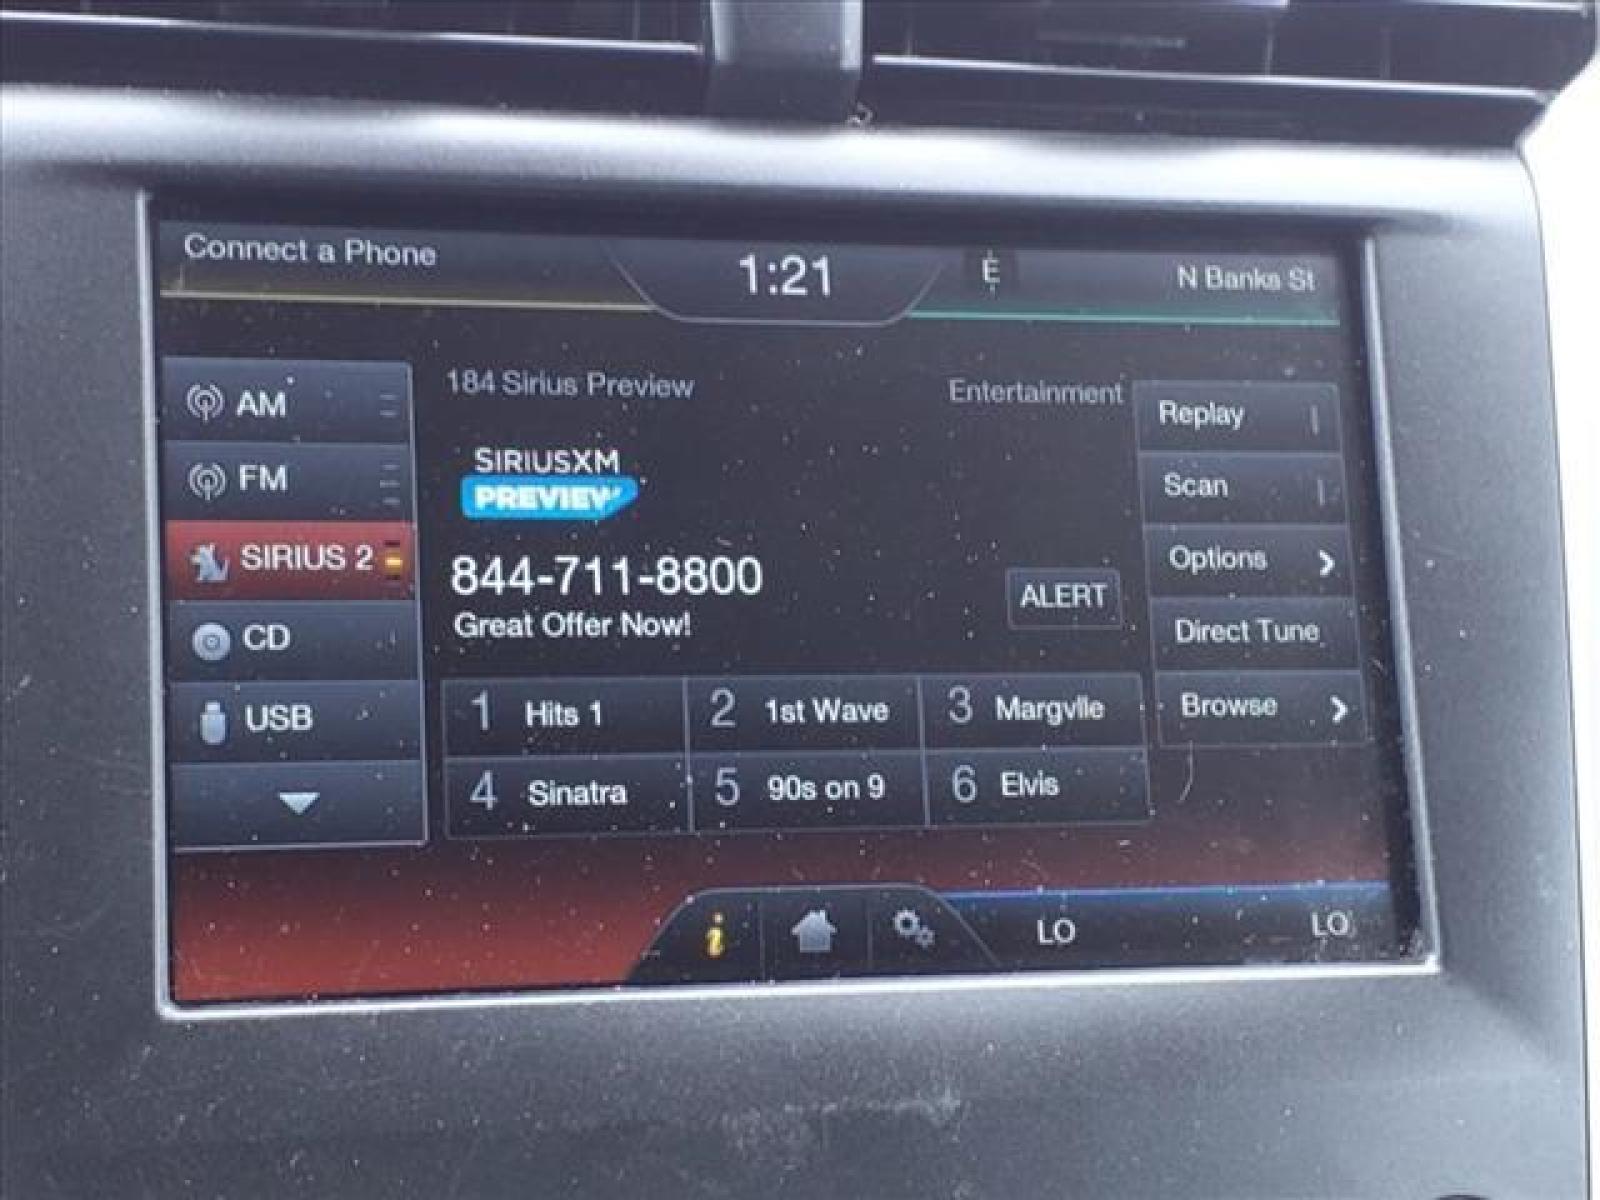 Connect a Phone
1:21
E
N Banks St
AM
FM
SIRIUS 2
CD
USB
184 Sirius Preview
Entertainment
SIRIUSXM
PREVIEW
844-711-8800
Great Offer Now!
ALERT
Replay
Scan
Options
Direct Tune
Browse
1 Hits 1
2 1st Wave
3 Margvlle
4 Sinatra
5 90s on 9
6 Elvis
i
LO
LO